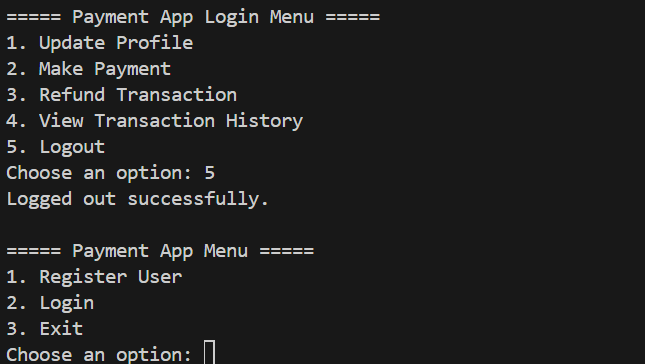 ===== Payment App Login Menu =====
1. Update Profile
2. Make Payment
3. Refund Transaction
4. View Transaction History
5. Logout
Choose an option: 5
Logged out successfully.
===== Payment App Menu =====
1. Register User
2. Login
3. Exit
Choose an option: